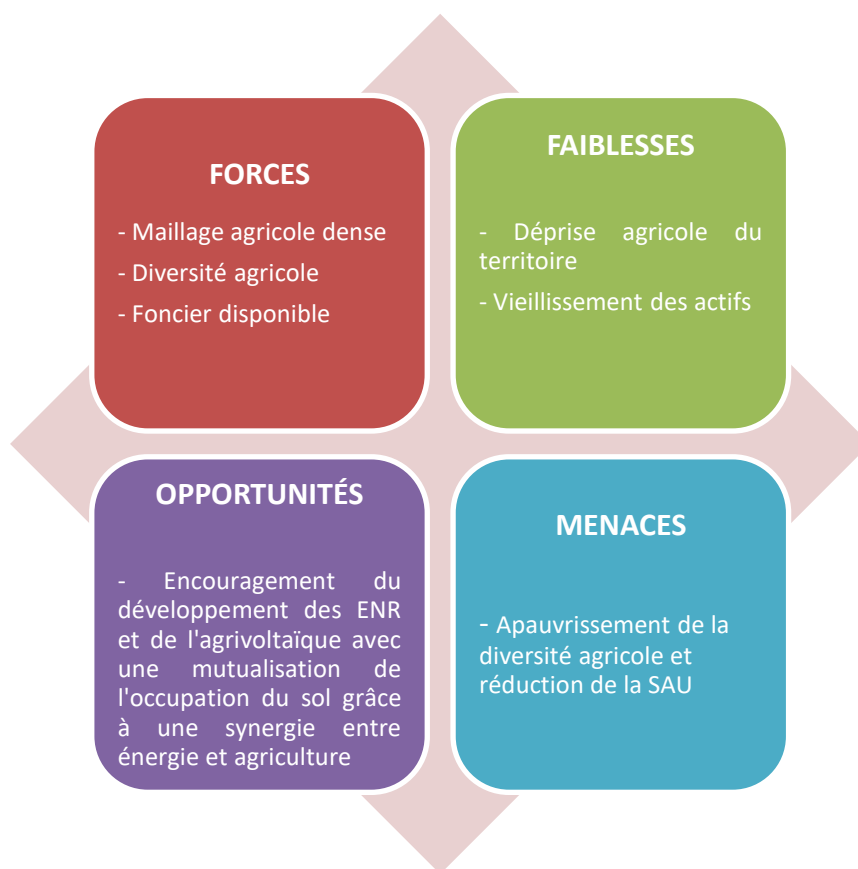 FORCES
- Maillage agricole dense
- Diversité agricole
- Foncier disponible
FAIBLESSES
- Déprise agricole du
territoire
- Vieillissement des actifs
OPPORTUNITÉS
- Encouragement du
développement des ENR
et de l'agrivoltaïque avec
une mutualisation de
l'occupation du sol grâce
à une synergie entre
énergie et agriculture
MENACES
- Apauvrissement de la
diversité agricole et
réduction de la SAU